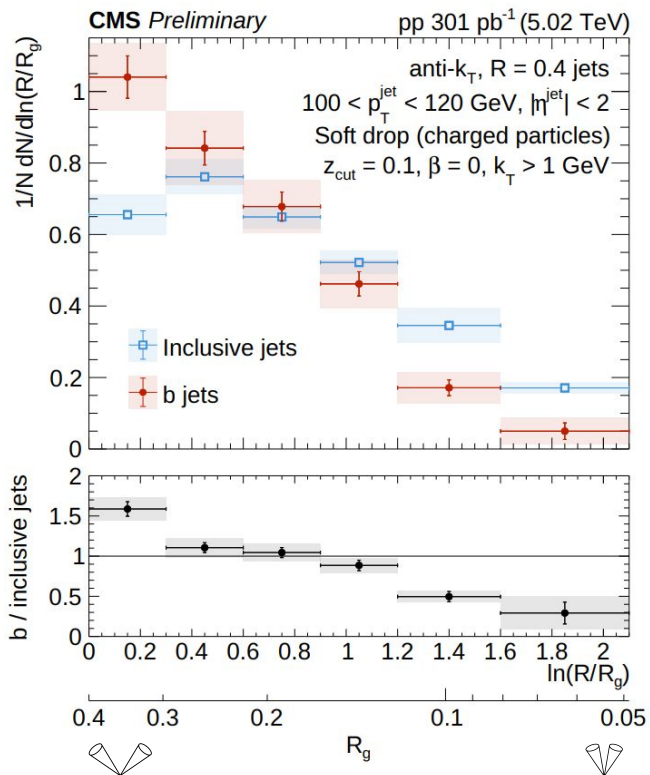 CMS Preliminary pp 301 pb⁻¹ (5.02 TeV)
anti-k_T, R = 0.4 jets
100 < p_T^jet < 120 GeV, |η^jet| < 2
Soft drop (charged particles)
z_cut = 0.1, β = 0, k_T > 1 GeV
1/N dN/dln(R/R_g)
1
0.8
0.6
0.4
0.2
0
Inclusive jets
b jets
b / inclusive jets
2
1.5
1
0.5
0
0 0.2 0.4 0.6 0.8 1 1.2 1.4 1.6 1.8 2
ln(R/R_g)
0.4 0.3 0.2 0.1 0.05
R_g